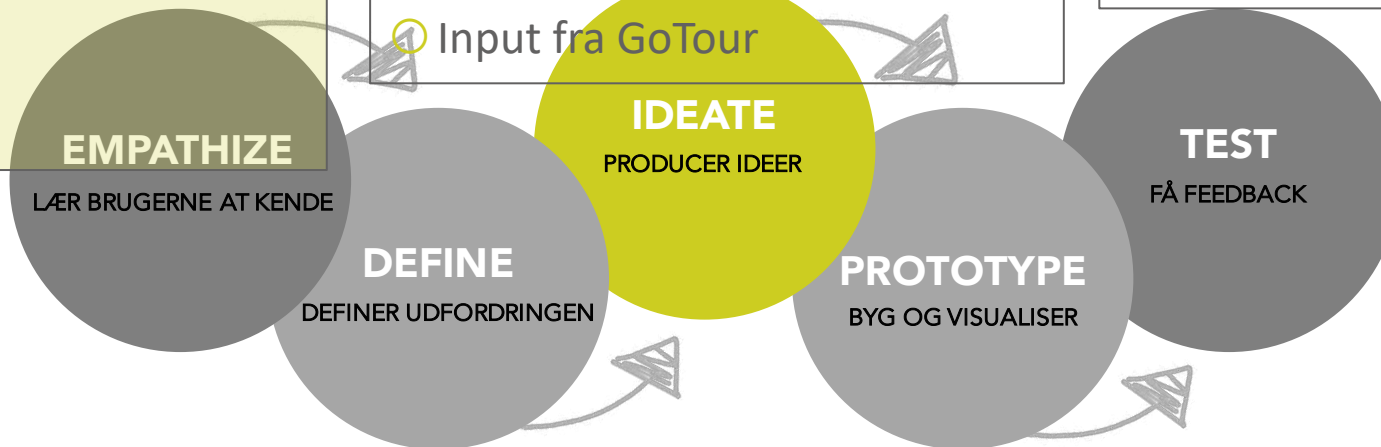 Input fra GoTour
EMPATHIZE
LÆR BRUGERNE AT KENDE
DEFINE
DEFINER UDFORDRINGEN
IDEATE
PRODUCER IDEER
PROTOTYPE
BYG OG VISUALISER
TEST
FÅ FEEDBACK